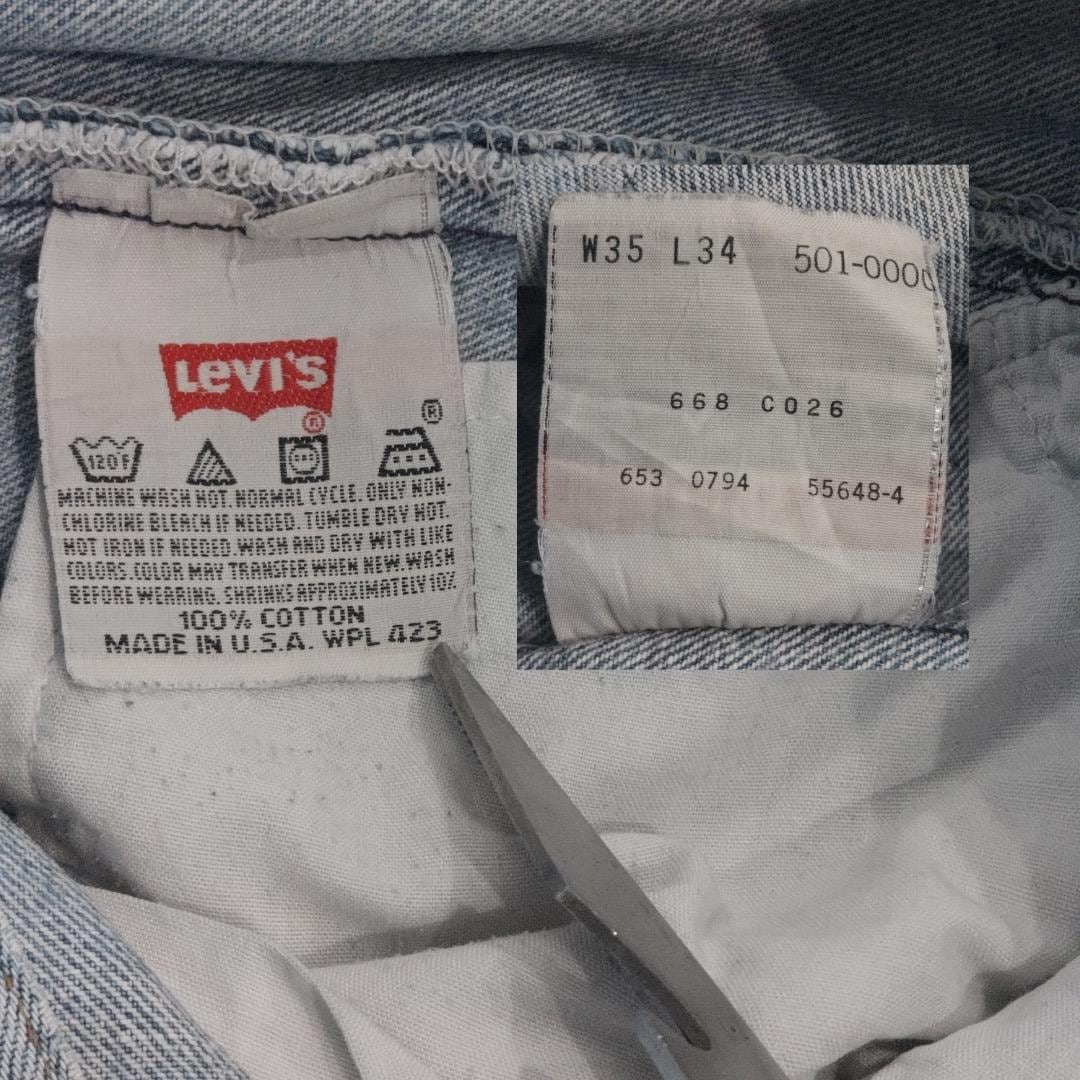 LEVI'S
®
®
120°F
MACHINE WASH HOT. NORMAL CYCLE. ONLY NON-
CHLORINE BLEACH IF NEEDED. TUMBLE DRY HOT.
HOT IRON IF NEEDED. WASH AND DRY WITH LIKE
COLORS. COLOR MAY TRANSFER WHEN NEW. WASH
BEFORE WEARING. SHRINKS APPROXIMATELY 10%
100% COTTON
MADE IN U.S.A. WPL 423
W35 L34 501-0000
668 C026
653 0794 55648-4